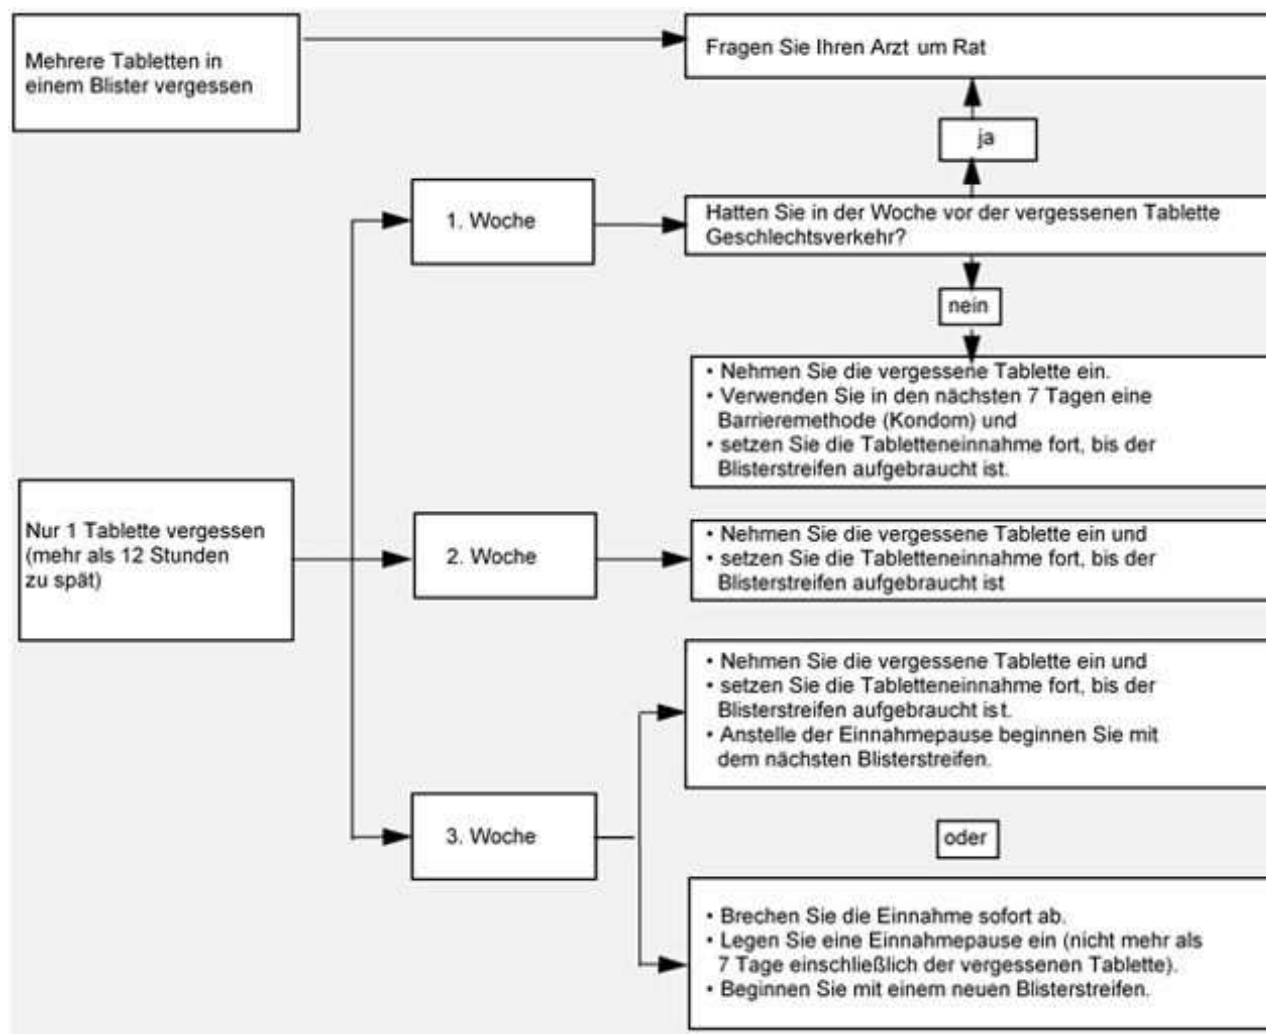 Mehrere Tabletten in
einem Blister vergessen
Fragen Sie Ihren Arzt um Rat
ja
1. Woche
Hatten Sie in der Woche vor der vergessenen Tablette
Geschlechtsverkehr?
nein
• Nehmen Sie die vergessene Tablette ein.
• Verwenden Sie in den nächsten 7 Tagen eine
Barrieremethode (Kondom) und
• setzen Sie die Tabletteneinnahme fort, bis der
Blisterstreifen aufgebraucht ist.
Nur 1 Tablette vergessen
(mehr als 12 Stunden
zu spät)
2. Woche
• Nehmen Sie die vergessene Tablette ein und
• setzen Sie die Tabletteneinnahme fort, bis der
Blisterstreifen aufgebraucht ist
3. Woche
• Nehmen Sie die vergessene Tablette ein und
• setzen Sie die Tabletteneinnahme fort, bis der
Blisterstreifen aufgebraucht ist.
• Anstelle der Einnahmepause beginnen Sie mit
dem nächsten Blisterstreifen.
oder
• Brechen Sie die Einnahme sofort ab.
• Legen Sie eine Einnahmepause ein (nicht mehr als
7 Tage einschließlich der vergessenen Tablette).
• Beginnen Sie mit einem neuen Blisterstreifen.